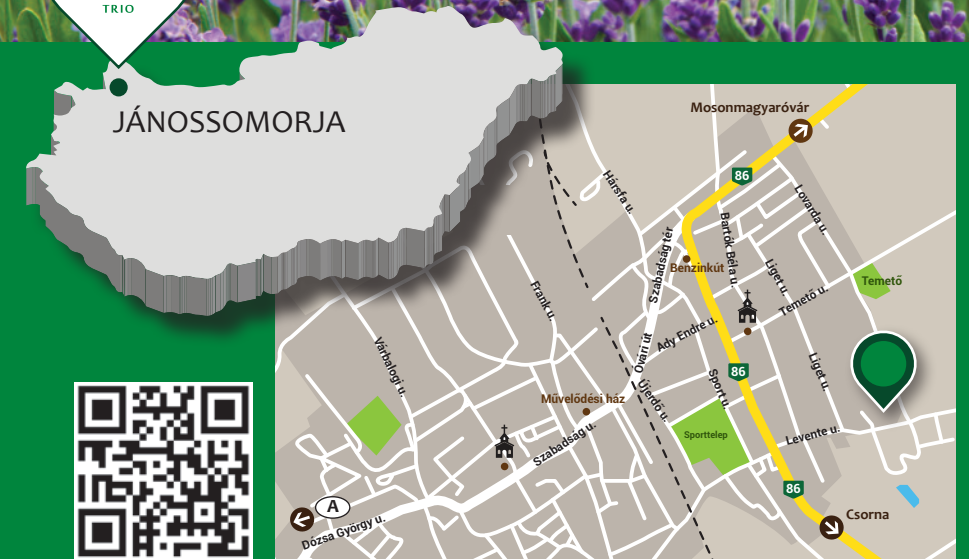 TRIO
JÁNOSSOMORJA
Mosonmagyaróvár
86
Hársfa u.
Lovarda u.
Szabadság tér
Bartók Béla u.
Benzinkút
Liget u.
Temető
Temető u.
Frank u.
Ady Endre u.
Óvári út
Várbalogi u.
86
Liget u.
Sport u.
Újerdő u.
Művelődési ház
Sporttelep
Levente u.
Szabadság u.
86
A
Csorna
Dózsa György u.